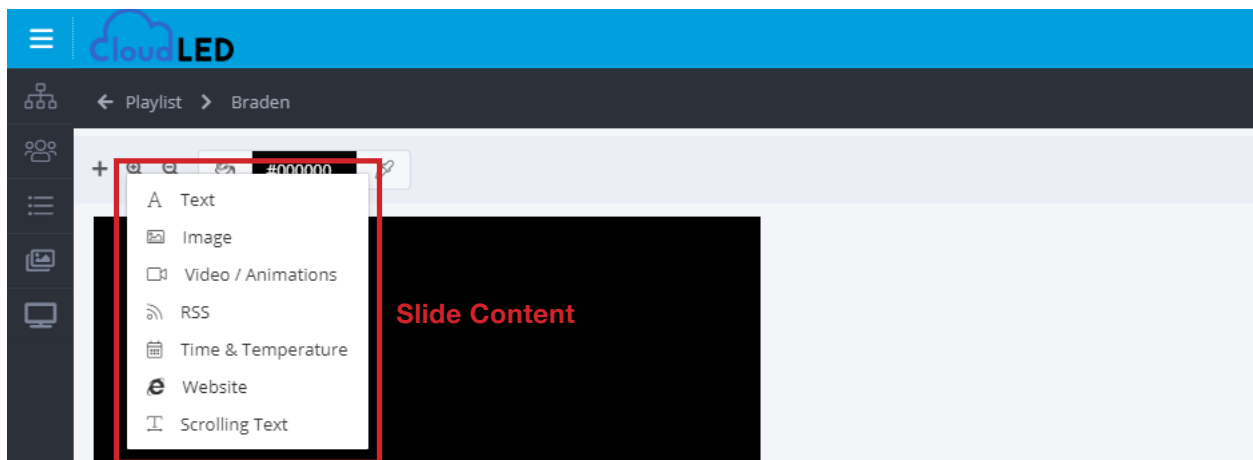 CloudLED
Playlist Braden
#000000
Text
Image
Video / Animations
RSS
Slide Content
Time & Temperature
Website
Scrolling Text